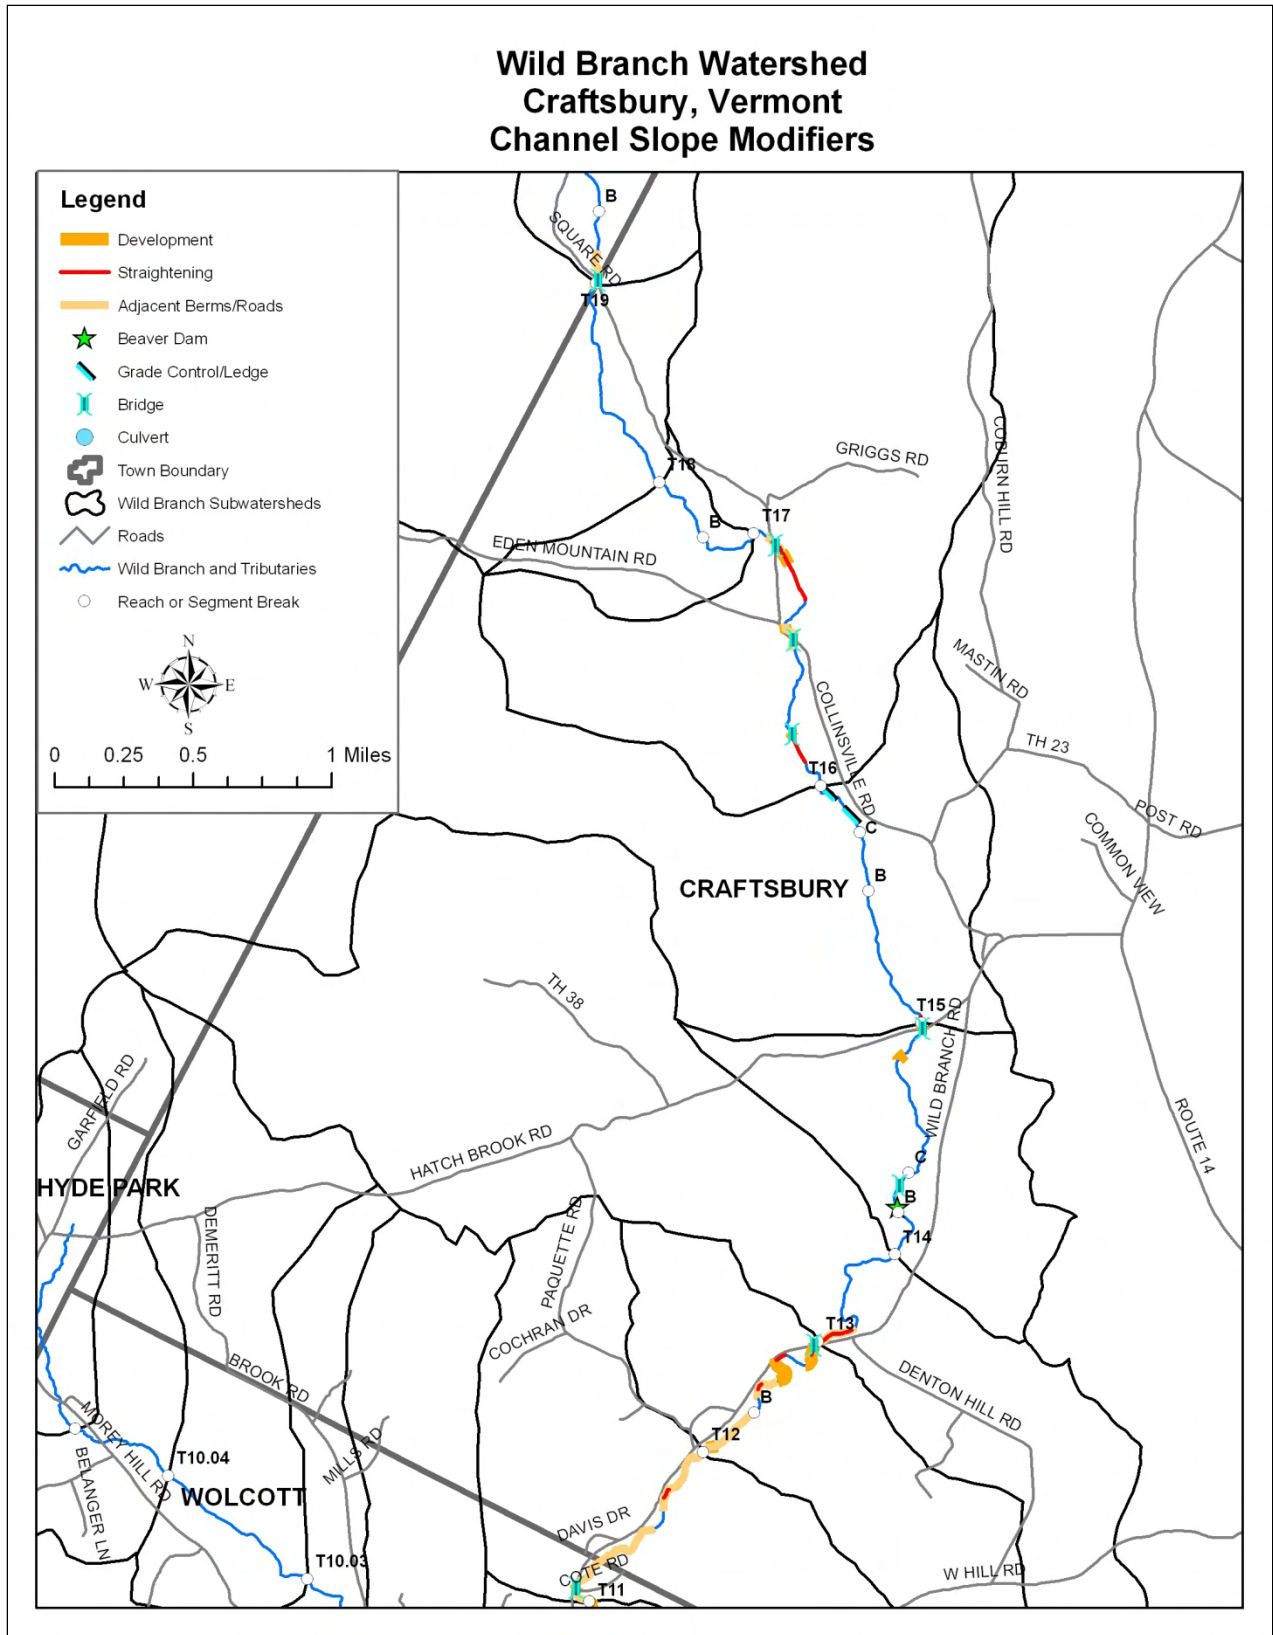 Wild Branch Watershed
Craftsbury, Vermont
Channel Slope Modifiers
Legend
Development
Straightening
Adjacent Berms/Roads
Beaver Dam
Grade Control/Ledge
Bridge
Culvert
Town Boundary
Wild Branch Subwatersheds
Roads
Wild Branch and Tributaries
Reach or Segment Break
N
W E
S
0 0.25 0.5 1 Miles
B
SQUARE RD
T19
T18
GRIGGS RD
COBURN HILL RD
B
T17
EDEN MOUNTAIN RD
MASTIN RD
COLLINSVILLE RD
TH 23
T16
POST RD
C
COMMON VIEW
B
CRAFTSBURY
TH 38
T15
WILD BRANCH RD
GARFIELD RD
ROUTE 14
HATCH BROOK RD
C
HYDE PARK
B
DEMERITT RD
PAQUETTE RD
T14
COCHRAN DR
T13
BROOK RD
DENTON HILL RD
B
MOREY HILL RD
T12
MILLS RD
T10.04
BELANGER LN
WOLCOTT
DAVIS DR
T10.03
COTE RD
W HILL RD
T11